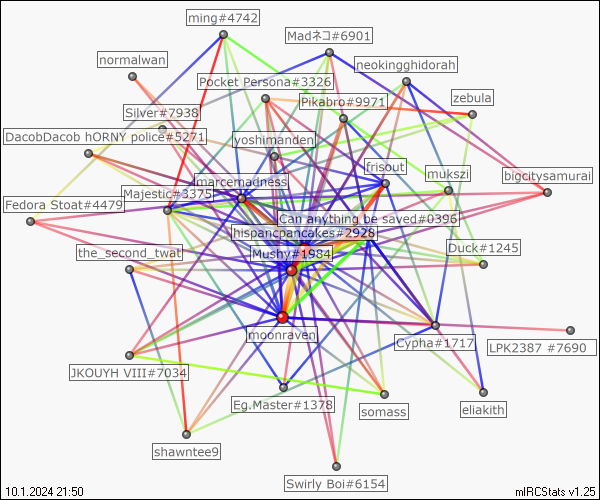 ming#4742
Madネコ#6901
normalwan
neokingghidorah
Pocket Persona#3326
Pikabro#9971
zebula
Silver#7938
DacobDacob hORNY police#5271
yoshimanden
frisout
mukszi
bigcitysamurai
marcemadness
Majestic#3375
Fedora Stoat#4479
Can anything be saved#0396
hispanicpancakes#2928
the_second_twat
Mushy#1984
Duck#1245
moonraven
Cypha#1717
LPK2387 #7690
JKOUYH VIII#7034
Eg.Master#1378
somass
eliakith
shawntee9
Swirly Boi#6154
10.1.2024 21:50
mIRCStats v1.25